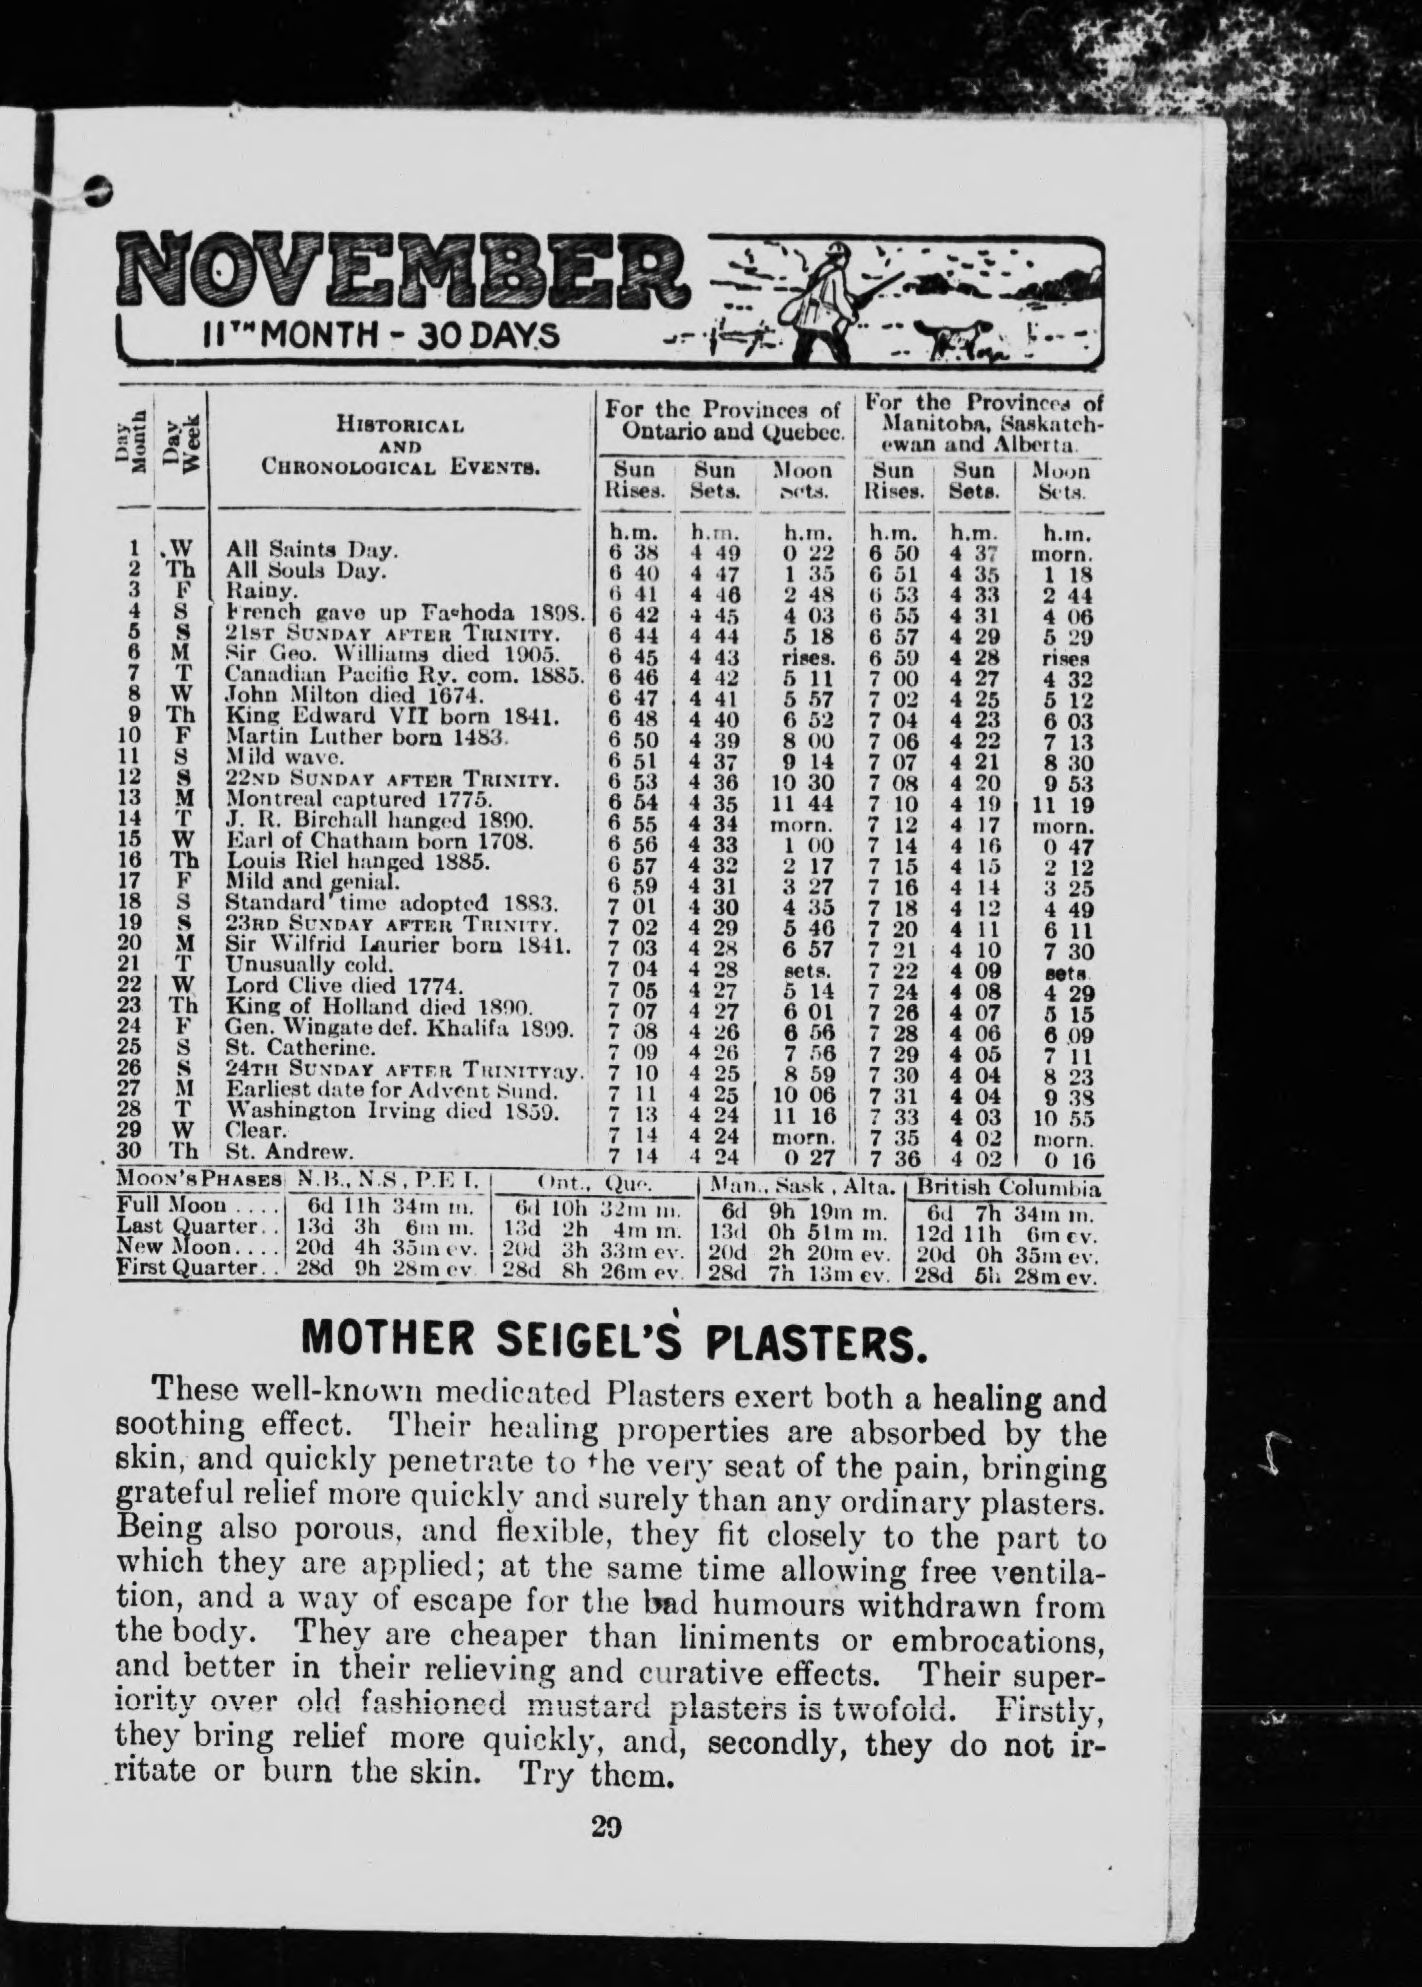 NOVEMBER
11TH MONTH - 30 DAYS
Day Month Day Week HISTORICAL AND CHRONOLOGICAL EVENTS. For the Provinces of Ontario and Quebec. For the Provinces of Manitoba, Saskatchewan and Alberta.
Sun Rises. Sun Sets. Moon Sets. Sun Rises. Sun Sets. Moon Sets.
h.m. h.m. h.m. h.m. h.m. h.m.
1 W All Saints Day. 6 38 4 49 0 22 6 50 4 37 morn.
2 Th All Souls Day. 6 40 4 47 1 35 6 51 4 35 1 18
3 F Rainy. 6 41 4 46 2 48 6 53 4 33 2 44
4 S French gave up Fashoda 1898. 6 42 4 45 4 03 6 55 4 31 4 06
5 S 21ST SUNDAY AFTER TRINITY. 6 44 4 44 5 18 6 57 4 29 5 29
6 M Sir Geo. Williams died 1905. 6 45 4 43 rises. 6 59 4 28 rises
7 T Canadian Pacific Ry. com. 1885. 6 46 4 42 5 11 7 00 4 27 4 32
8 W John Milton died 1674. 6 47 4 41 5 57 7 02 4 25 5 12
9 Th King Edward VII born 1841. 6 48 4 40 6 52 7 04 4 23 6 03
10 F Martin Luther born 1483. 6 50 4 39 8 00 7 06 4 22 7 13
11 S Mild wave. 6 51 4 37 9 14 7 07 4 21 8 30
12 S 22ND SUNDAY AFTER TRINITY. 6 53 4 36 10 30 7 08 4 20 9 53
13 M Montreal captured 1775. 6 54 4 35 11 44 7 10 4 19 11 19
14 T J. R. Birchall hanged 1890. 6 55 4 34 morn. 7 12 4 17 morn.
15 W Earl of Chatham born 1708. 6 56 4 33 1 00 7 14 4 16 0 47
16 Th Louis Riel hanged 1885. 6 57 4 32 2 17 7 15 4 15 2 12
17 F Mild and genial. 6 59 4 31 3 27 7 16 4 14 3 25
18 S Standard time adopted 1883. 7 01 4 30 4 35 7 18 4 12 4 49
19 S 23RD SUNDAY AFTER TRINITY. 7 02 4 29 5 46 7 20 4 11 6 11
20 M Sir Wilfrid Laurier born 1841. 7 03 4 28 6 57 7 21 4 10 7 30
21 T Unusually cold. 7 04 4 28 sets. 7 22 4 09 sets.
22 W Lord Clive died 1774. 7 05 4 27 5 14 7 24 4 08 4 29
23 Th King of Holland died 1890. 7 07 4 27 6 01 7 26 4 07 5 15
24 F Gen. Wingate def. Khalifa 1899. 7 08 4 26 6 56 7 28 4 06 6 09
25 S St. Catherine. 7 09 4 26 7 56 7 29 4 05 7 11
26 S 24TH SUNDAY AFTER TRINITYay. 7 10 4 25 8 59 7 30 4 04 8 23
27 M Earliest date for Advent Sund. 7 11 4 25 10 06 7 31 4 04 9 38
28 T Washington Irving died 1859. 7 13 4 24 11 16 7 33 4 03 10 55
29 W Clear. 7 14 4 24 morn. 7 35 4 02 morn.
30 Th St. Andrew. 7 14 4 24 0 27 7 36 4 02 0 16
MOON'S PHASES N.B., N.S, P.E I. Ont., Que. Man., Sask, Alta. British Columbia
Full Moon .... 6d 11h 34m m. 6d 10h 32m m. 6d 9h 19m m. 6d 7h 34m m.
Last Quarter.. 13d 3h 6m m. 13d 2h 4m m. 13d 0h 51m m. 12d 11h 6m ev.
New Moon.... 20d 4h 35m ev. 20d 3h 33m ev. 20d 2h 20m ev. 20d 0h 35m ev.
First Quarter.. 28d 9h 28m ev 28d 8h 26m ev. 28d 7h 13m ev. 28d 5h 28m ev.
MOTHER SEIGEL'S PLASTERS.
These well-known medicated Plasters exert both a healing and
soothing effect. Their healing properties are absorbed by the
skin, and quickly penetrate to the very seat of the pain, bringing
grateful relief more quickly and surely than any ordinary plasters.
Being also porous, and flexible, they fit closely to the part to
which they are applied; at the same time allowing free ventila-
tion, and a way of escape for the bad humours withdrawn from
the body. They are cheaper than liniments or embrocations,
and better in their relieving and curative effects. Their super-
iority over old fashioned mustard plasters is twofold. Firstly,
they bring relief more quickly, and, secondly, they do not ir-
ritate or burn the skin. Try them.
29